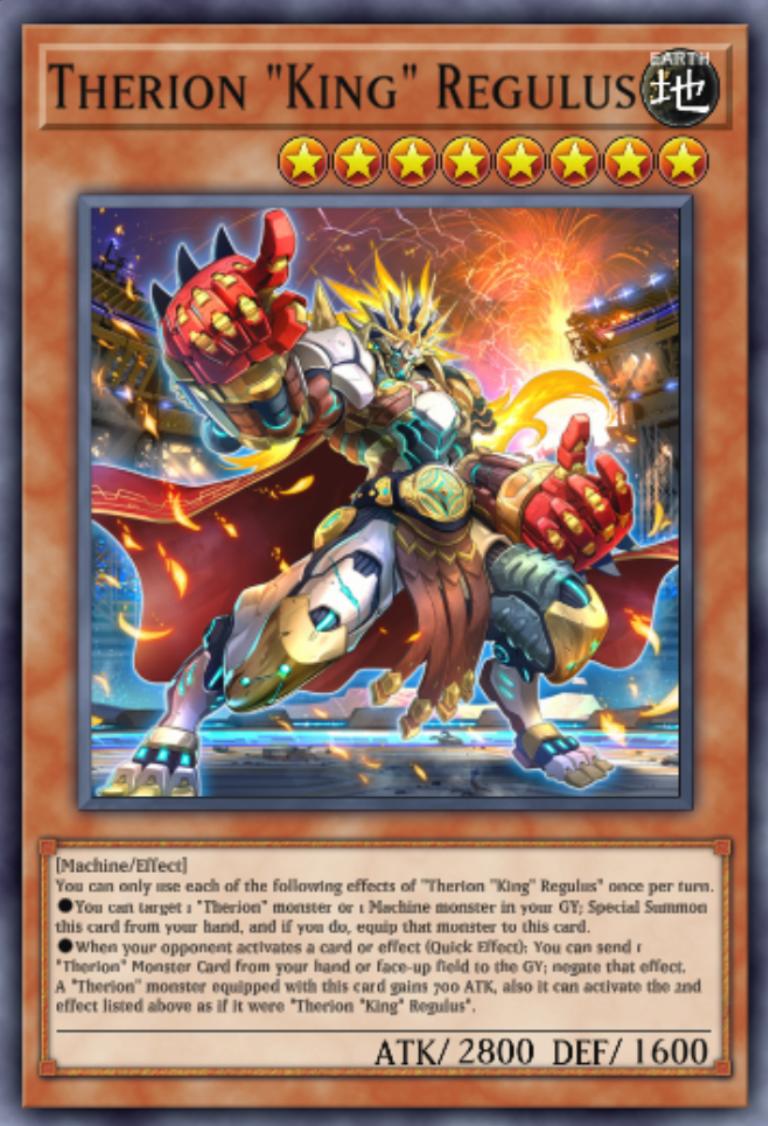 THERION "KING" REGULUS
EARTH
地
[Machine/Effect]
You can only use each of the following effects of "Therion "King" Regulus" once per turn.
●You can target 1 "Therion" monster or 1 Machine monster in your GY; Special Summon
this card from your hand, and if you do, equip that monster to this card.
●When your opponent activates a card or effect (Quick Effect): You can send 1
"Therion" Monster Card from your hand or face-up field to the GY; negate that effect.
A "Therion" monster equipped with this card gains 700 ATK, also it can activate the 2nd
effect listed above as if it were "Therion "King" Regulus".
ATK/ 2800 DEF/ 1600